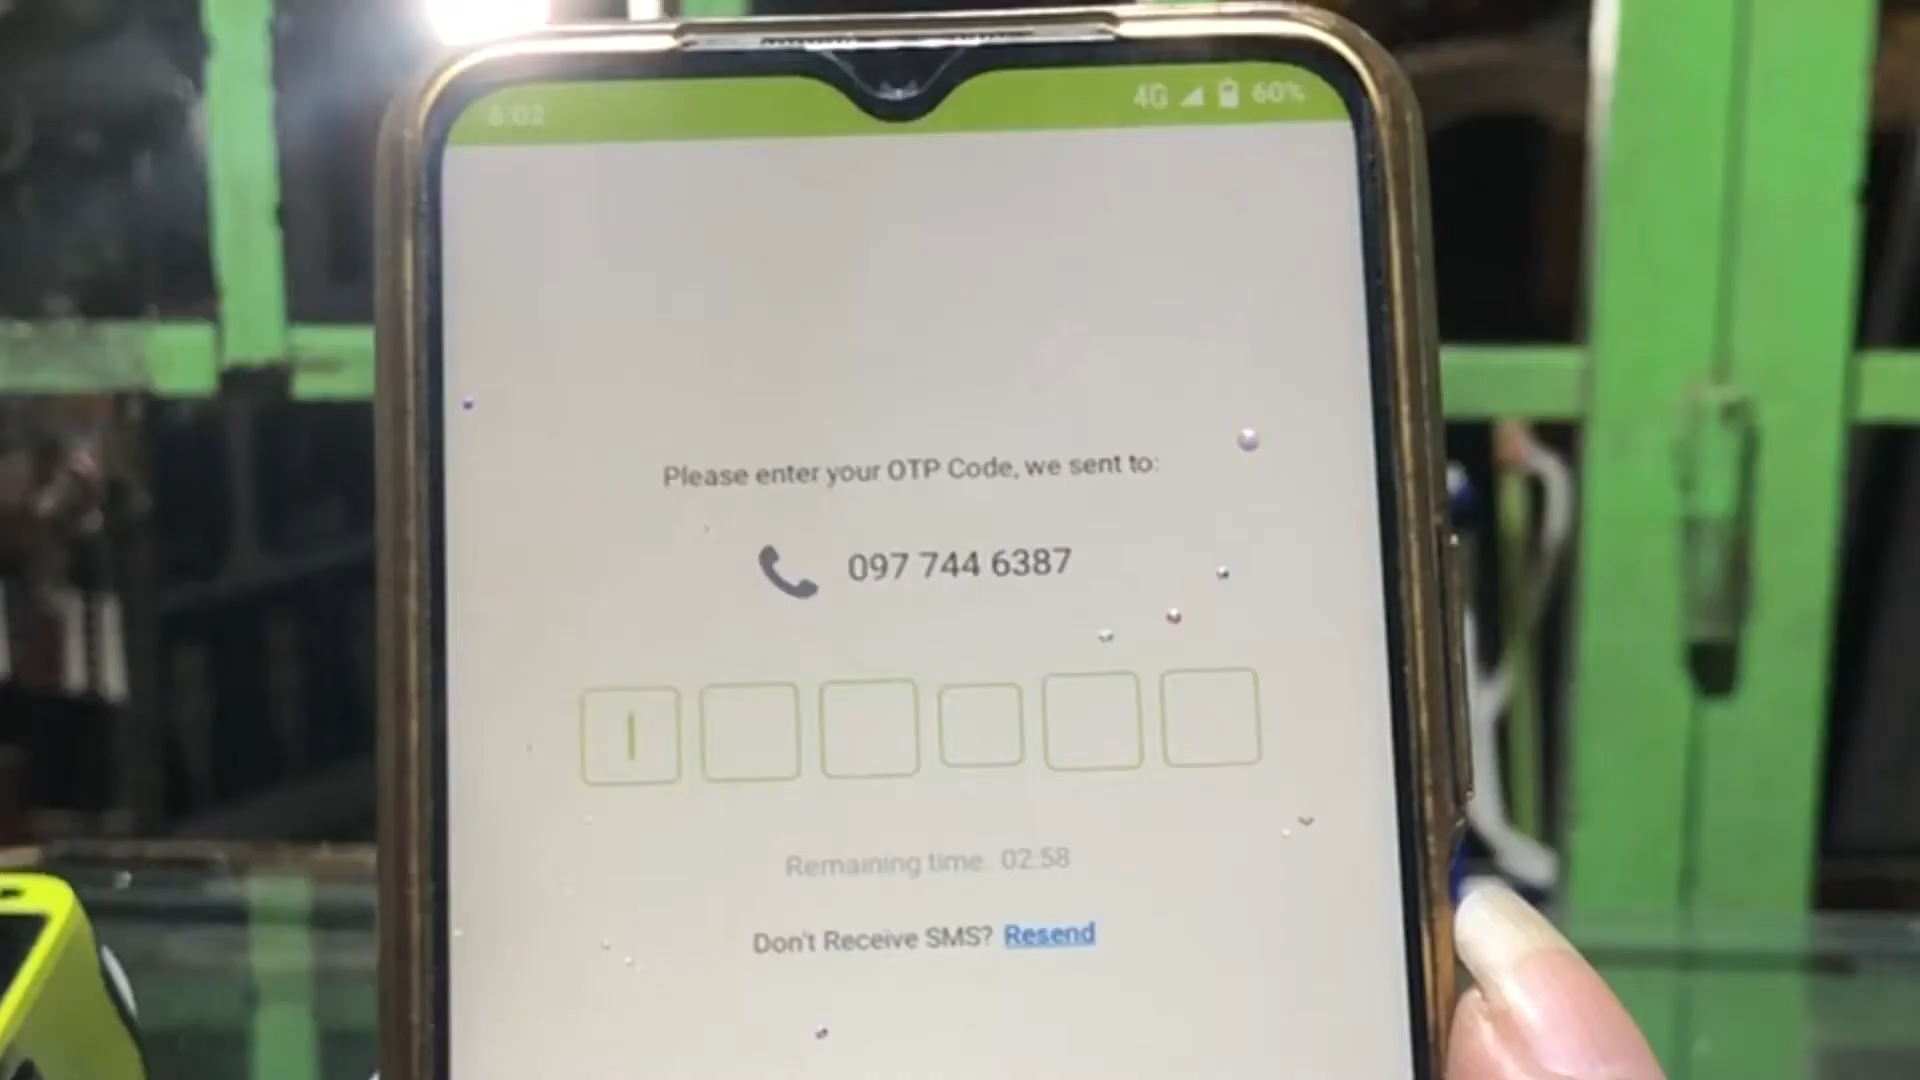 6:02 4G 60%
Please enter your OTP Code, we sent to:
097 744 6387
Remaining time: 02:58
Don't Receive SMS? Resend